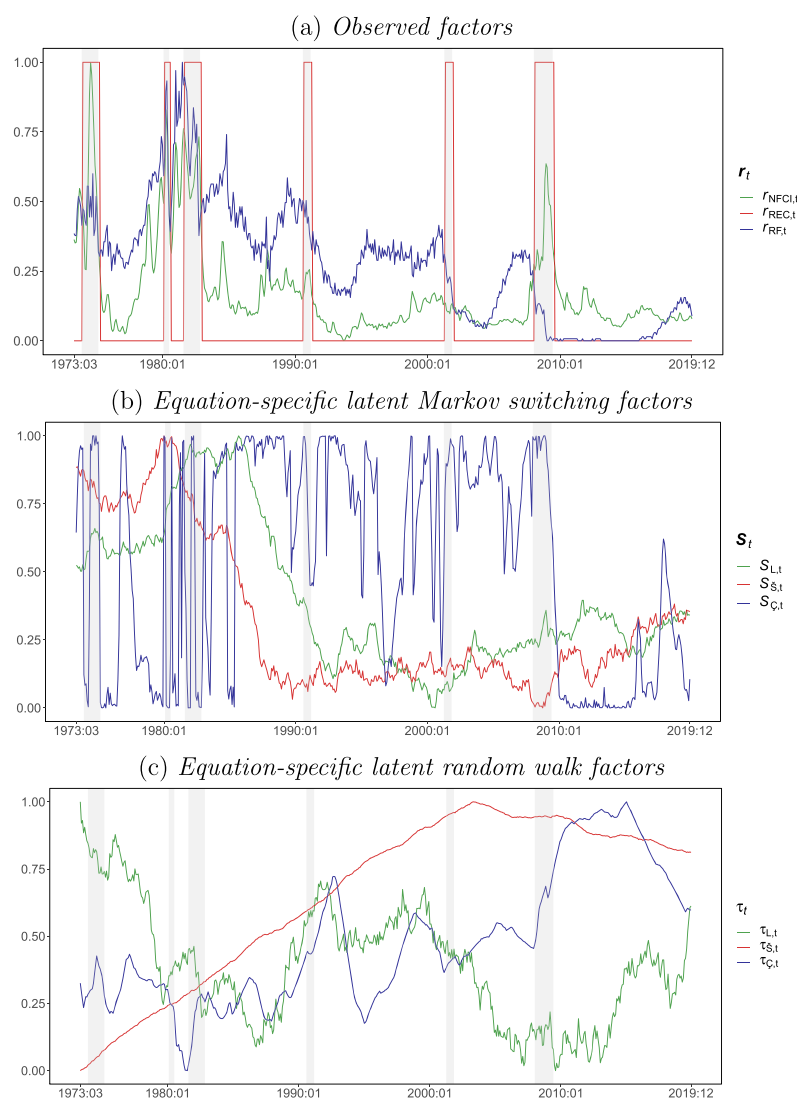 (a) Observed factors
1.00
0.75
0.50
0.25
0.00
1973:03 1980:01 1990:01 2000:01 2010:01 2019:12
r_t
r_NFCI,t
r_REC,t
r_RF,t
(b) Equation-specific latent Markov switching factors
1.00
0.75
0.50
0.25
0.00
1973:03 1980:01 1990:01 2000:01 2010:01 2019:12
S_t
S_L,t
S_Š,t
S_Ç,t
(c) Equation-specific latent random walk factors
1.00
0.75
0.50
0.25
0.00
1973:03 1980:01 1990:01 2000:01 2010:01 2019:12
τ_t
τ_L,t
τ_Š,t
τ_Ç,t